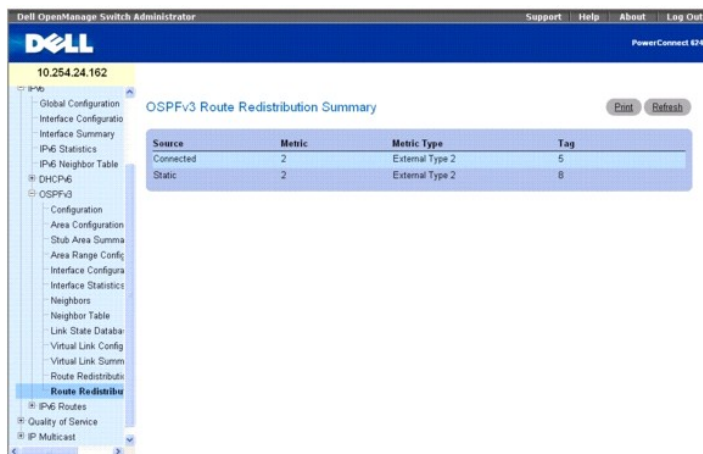 Dell OpenManage Switch Administrator
Support Help About Log Out
DELL
PowerConnect 624
10.254.24.162
IPv6
Global Configuration
Interface Configuratio
Interface Summary
IPv6 Statistics
IPv6 Neighbor Table
DHCPv6
OSPFv3
Configuration
Area Configuration
Stub Area Summa
Area Range Config
Interface Configura
Interface Statistics
Neighbors
Neighbor Table
Link State Databa
Virtual Link Config
Virtual Link Summ
Route Redistributio
Route Redistribu
IPv6 Routes
Quality of Service
IP Multicast
OSPFv3 Route Redistribution Summary
Print Refresh
Source Metric Metric Type Tag
Connected 2 External Type 2 5
Static 2 External Type 2 8